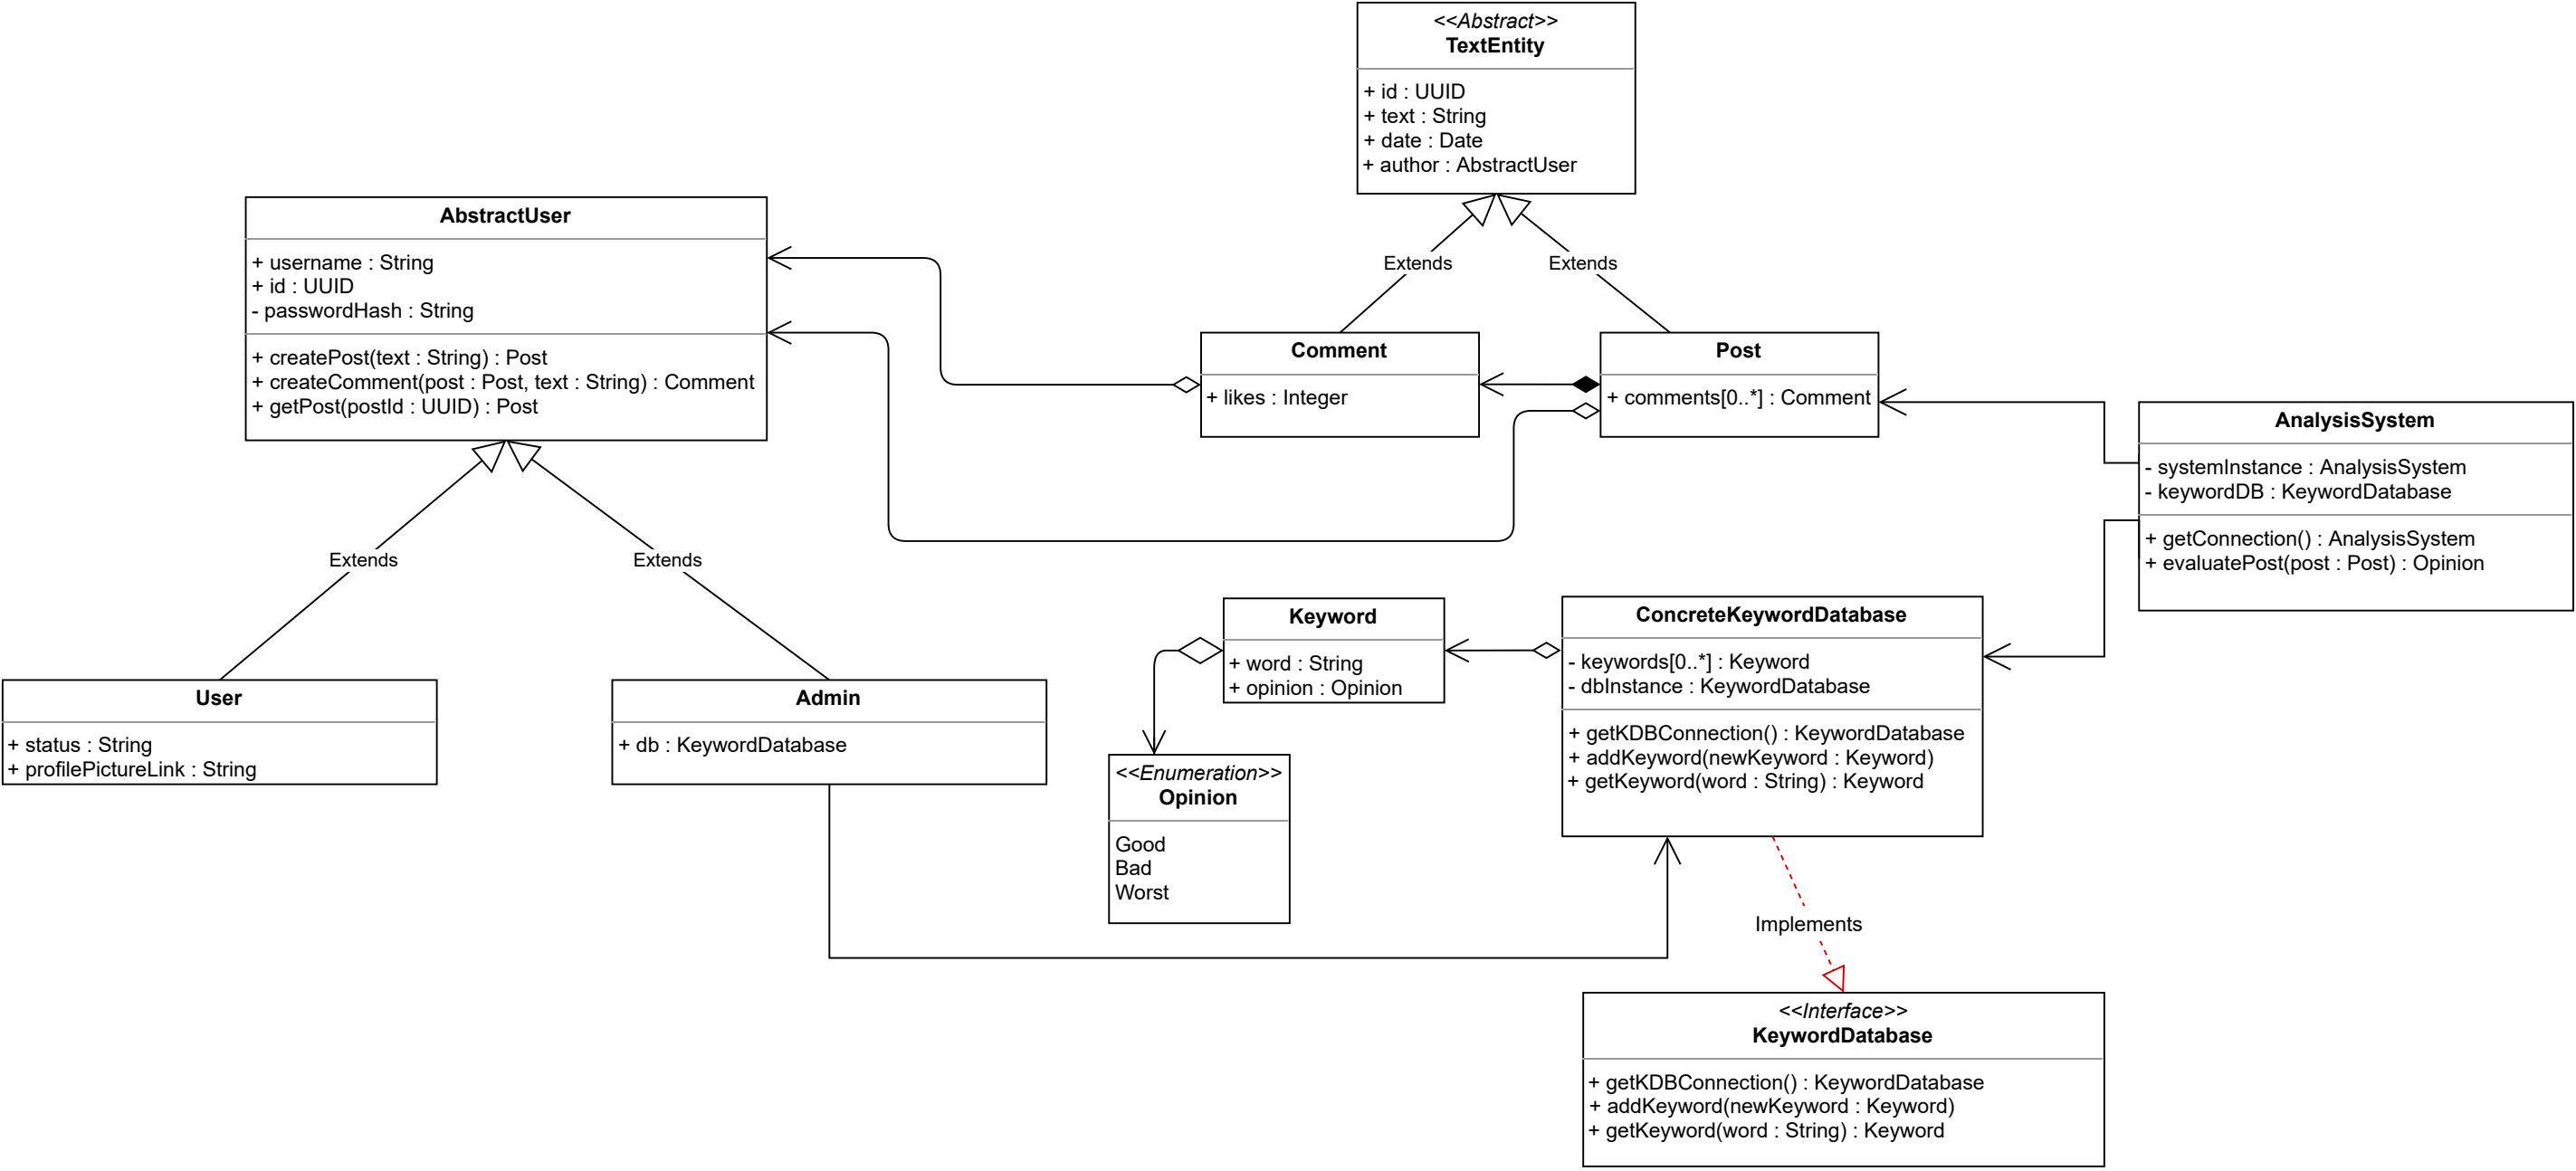 <<Abstract>>
TextEntity
+ id : UUID
+ text : String
+ date : Date
+ author : AbstractUser
AbstractUser
+ username : String
+ id : UUID
- passwordHash : String
+ createPost(text : String) : Post
+ createComment(post : Post, text : String) : Comment
+ getPost(postId : UUID) : Post
Extends
Extends
Comment
+ likes : Integer
Post
+ comments[0..*] : Comment
AnalysisSystem
- systemInstance : AnalysisSystem
- keywordDB : KeywordDatabase
+ getConnection() : AnalysisSystem
+ evaluatePost(post : Post) : Opinion
Extends
Extends
User
+ status : String
+ profilePictureLink : String
Admin
+ db : KeywordDatabase
Keyword
+ word : String
+ opinion : Opinion
ConcreteKeywordDatabase
- keywords[0..*] : Keyword
- dbInstance : KeywordDatabase
+ getKDBConnection() : KeywordDatabase
+ addKeyword(newKeyword : Keyword)
+ getKeyword(word : String) : Keyword
<<Enumeration>>
Opinion
Good
Bad
Worst
Implements
<<Interface>>
KeywordDatabase
+ getKDBConnection() : KeywordDatabase
+ addKeyword(newKeyword : Keyword)
+ getKeyword(word : String) : Keyword